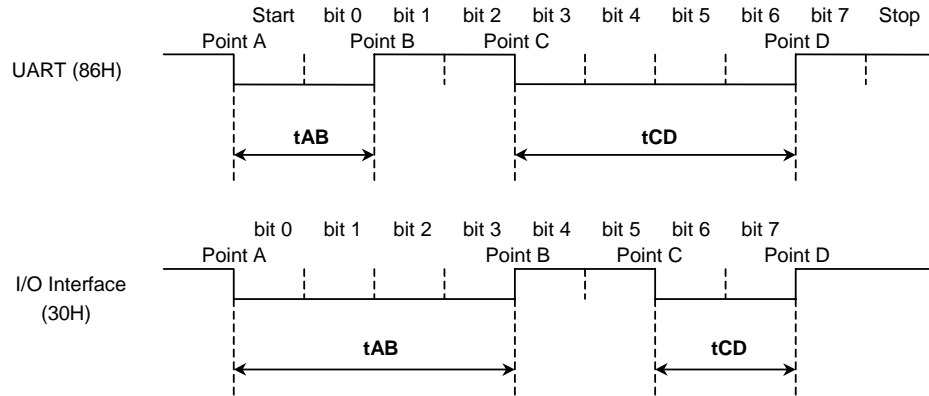 Start bit 0 bit 1 bit 2 bit 3 bit 4 bit 5 bit 6 bit 7 Stop
Point A Point B Point C Point D
UART (86H)
tAB tCD
bit 0 bit 1 bit 2 bit 3 bit 4 bit 5 bit 6 bit 7
Point A Point B Point C Point D
I/O Interface
(30H)
tAB tCD